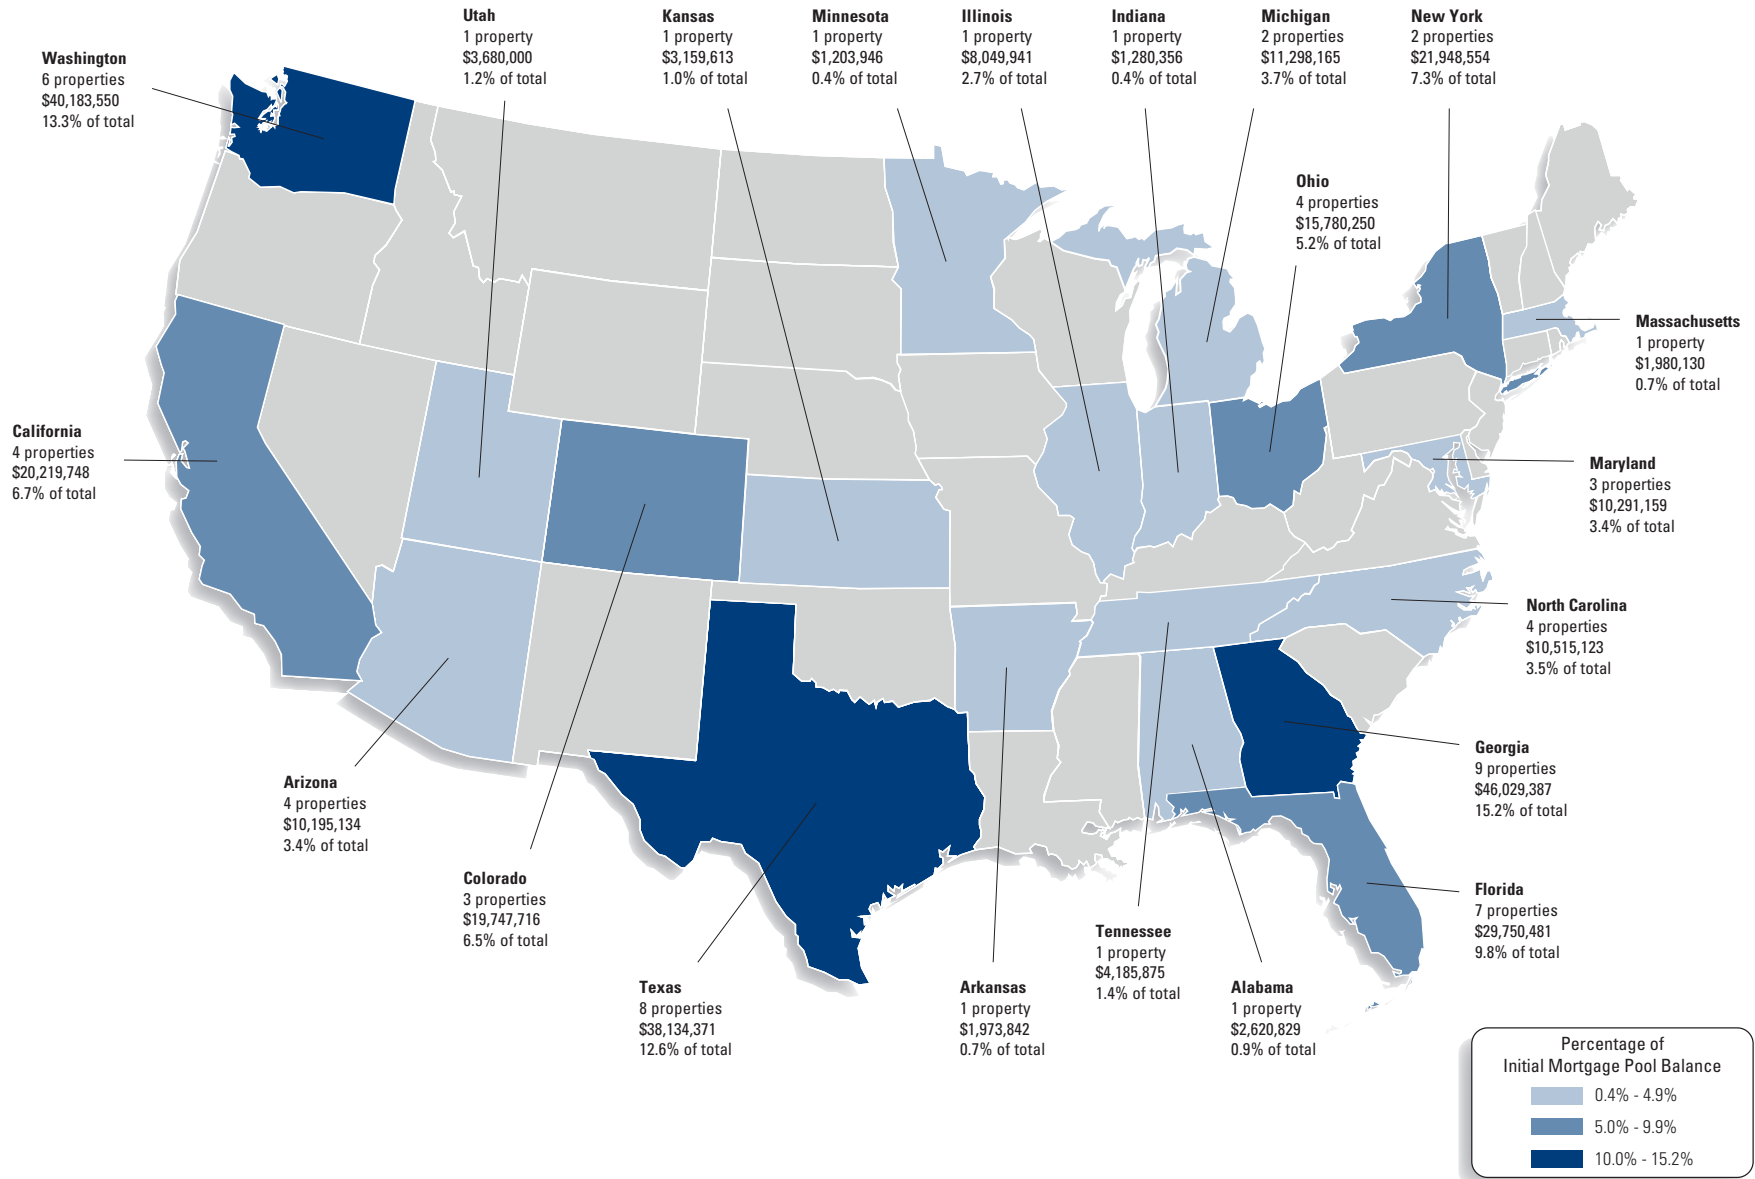 Utah
1 property
$3,680,000
1.2% of total
Kansas
1 property
$3,159,613
1.0% of total
Minnesota
1 property
$1,203,946
0.4% of total
Illinois
1 property
$8,049,941
2.7% of total
Indiana
1 property
$1,280,356
0.4% of total
Michigan
2 properties
$11,298,165
3.7% of total
New York
2 properties
$21,948,554
7.3% of total
Washington
6 properties
$40,183,550
13.3% of total
Ohio
4 properties
$15,780,250
5.2% of total
Massachusetts
1 property
$1,980,130
0.7% of total
California
4 properties
$20,219,748
6.7% of total
Maryland
3 properties
$10,291,159
3.4% of total
North Carolina
4 properties
$10,515,123
3.5% of total
Georgia
9 properties
$46,029,387
15.2% of total
Arizona
4 properties
$10,195,134
3.4% of total
Colorado
3 properties
$19,747,716
6.5% of total
Florida
7 properties
$29,750,481
9.8% of total
Tennessee
1 property
$4,185,875
1.4% of total
Texas
8 properties
$38,134,371
12.6% of total
Arkansas
1 property
$1,973,842
0.7% of total
Alabama
1 property
$2,620,829
0.9% of total
Percentage of
Initial Mortgage Pool Balance
0.4% - 4.9%
5.0% - 9.9%
10.0% - 15.2%